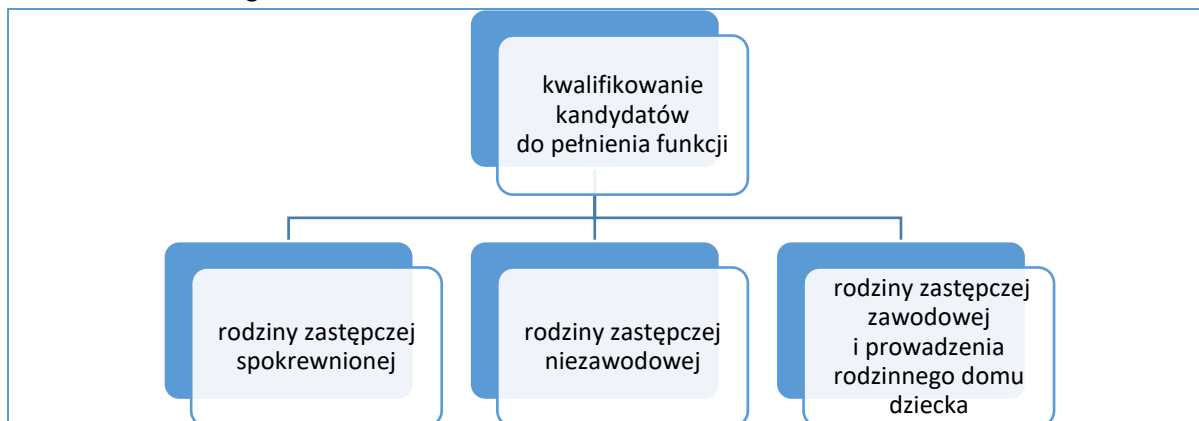 kwalifikowanie
kandydatów
do pełnienia funkcji
rodziny zastępczej
spokrewnionej
rodziny zastępczej
niezawodowej
rodziny zastępczej
zawodowej
i prowadzenia
rodzinnego domu
dziecka